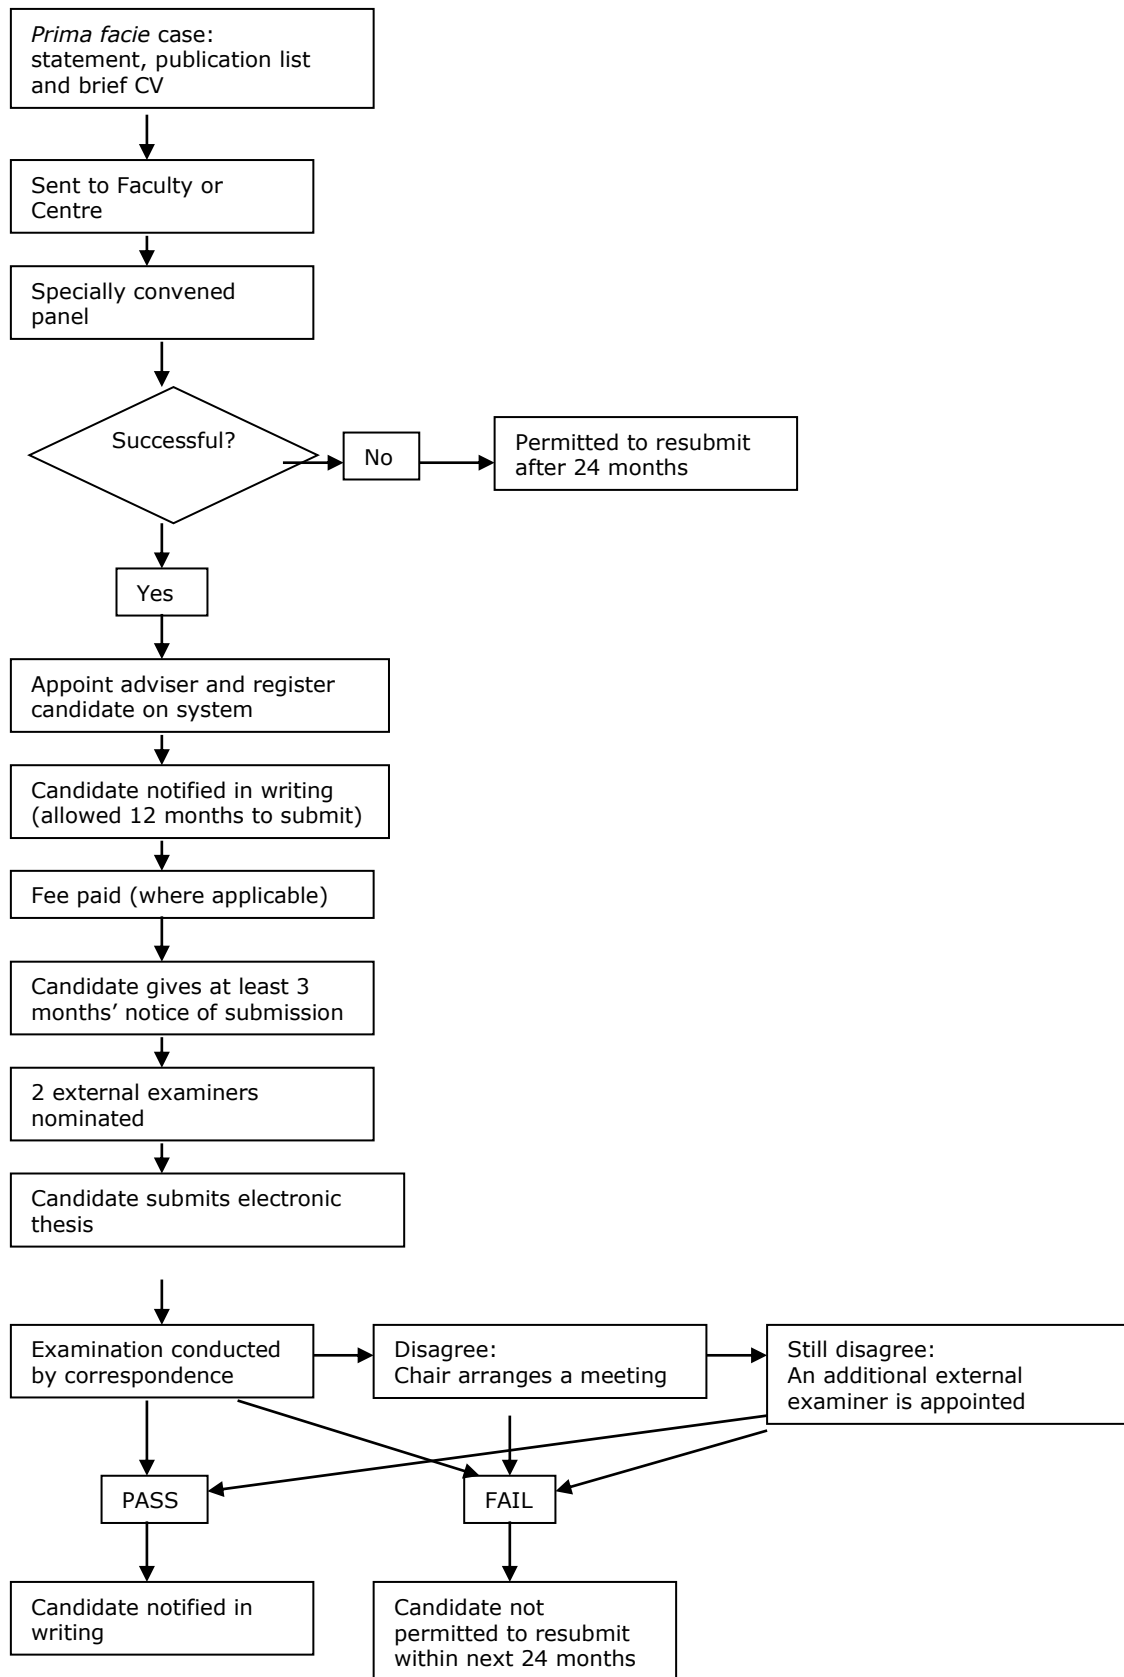 Prima facie case:
statement, publication list
and brief CV
Sent to Faculty or
Centre
Specially convened
panel
Successful?
No
Permitted to resubmit
after 24 months
Yes
Appoint adviser and register
candidate on system
Candidate notified in writing
(allowed 12 months to submit)
Fee paid (where applicable)
Candidate gives at least 3
months’ notice of submission
2 external examiners
nominated
Candidate submits electronic
thesis
Examination conducted
by correspondence
Disagree:
Chair arranges a meeting
Still disagree:
An additional external
examiner is appointed
PASS
FAIL
Candidate notified in
writing
Candidate not
permitted to resubmit
within next 24 months